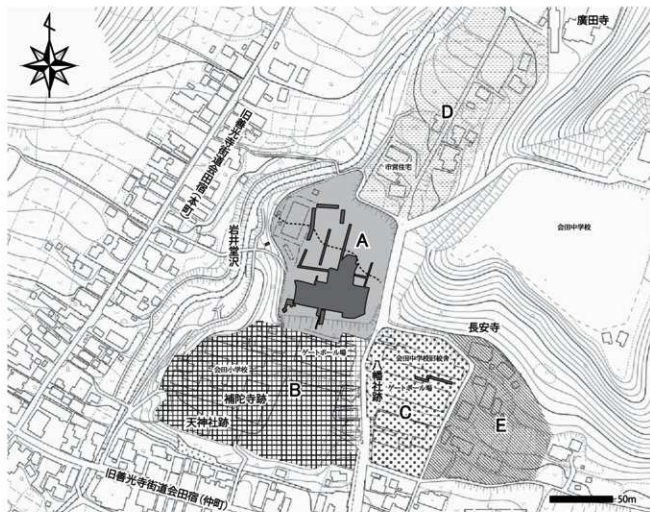 廣田寺
D
旧善光寺街道会田宿(本町)
市営住宅
A
会田中学校
岩井堂沢
長安寺
ゲートボール場
会田中学校旧校舎
会田小学校
八幡社跡
ゲートボール場
B
補陀寺跡
C
天神社跡
E
旧善光寺街道会田宿(仲町)
50m